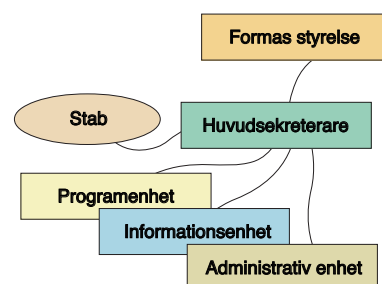 Formas styrelse
Stab
Huvudsekreterare
Programenhet
Informationsenhet
Administrativ enhet